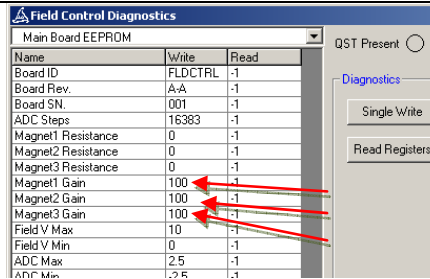 Field Control Diagnostics
Main Board EEPROM
QST Present
Name Write Read
Board ID FLDCTRL -1
Board Rev. A-A -1
Board SN. 001 -1
ADC Steps 16383 -1
Magnet1 Resistance 0 -1
Magnet2 Resistance 0 -1
Magnet3 Resistance 0 -1
Magnet1 Gain 100 -1
Magnet2 Gain 100 -1
Magnet3 Gain 100 -1
Field V Max 10 -1
Field V Min 0 -1
ADC Max 2.5 -1
ADC Min -2.5 -1
Diagnostics
Single Write
Read Registers